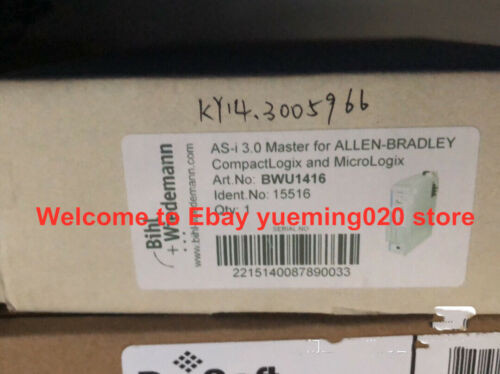 KY14.3005966
AS-i 3.0 Master for ALLEN-BRADLEY
CompactLogix and MicroLogix
Art.No: BWU1416
Ident.No: 15516
Qty: 1
Welcome to Ebay yueming020 store
Bihl
+ Wiedemann
www.bihl-wiedemann.com
SERIAL NO
2215140087890033